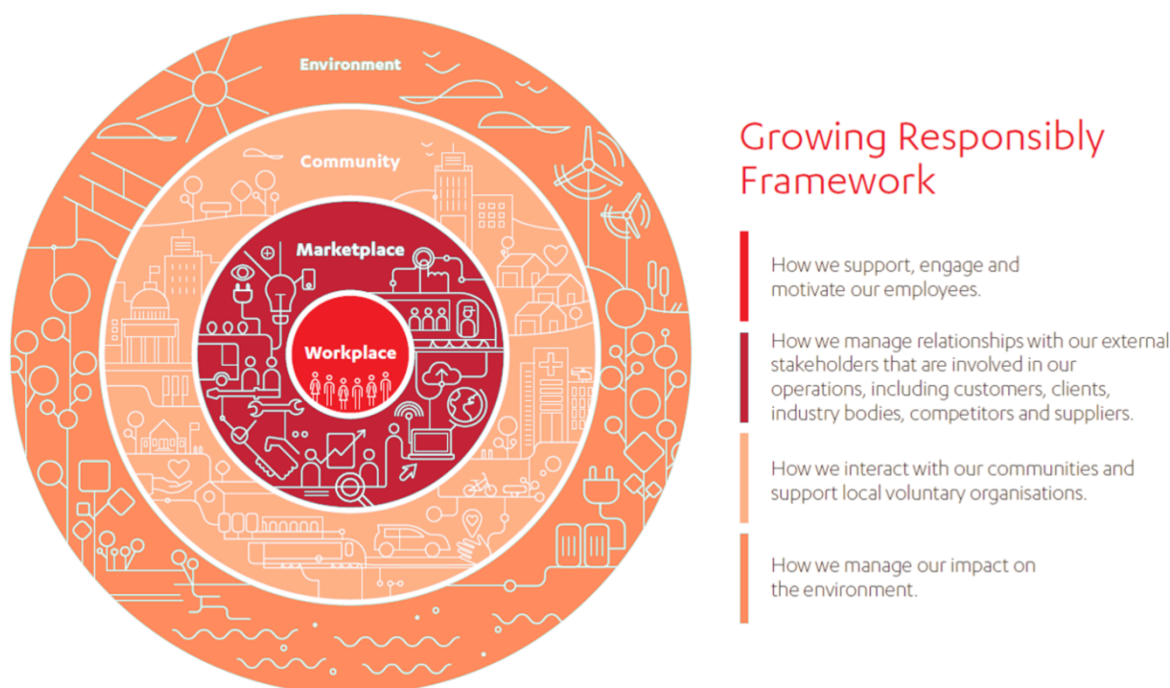 Environment
Community
Marketplace
Workplace
Growing Responsibly
Framework
How we support, engage and
motivate our employees.
How we manage relationships with our external
stakeholders that are involved in our
operations, including customers, clients,
industry bodies, competitors and suppliers.
How we interact with our communities and
support local voluntary organisations.
How we manage our impact on
the environment.